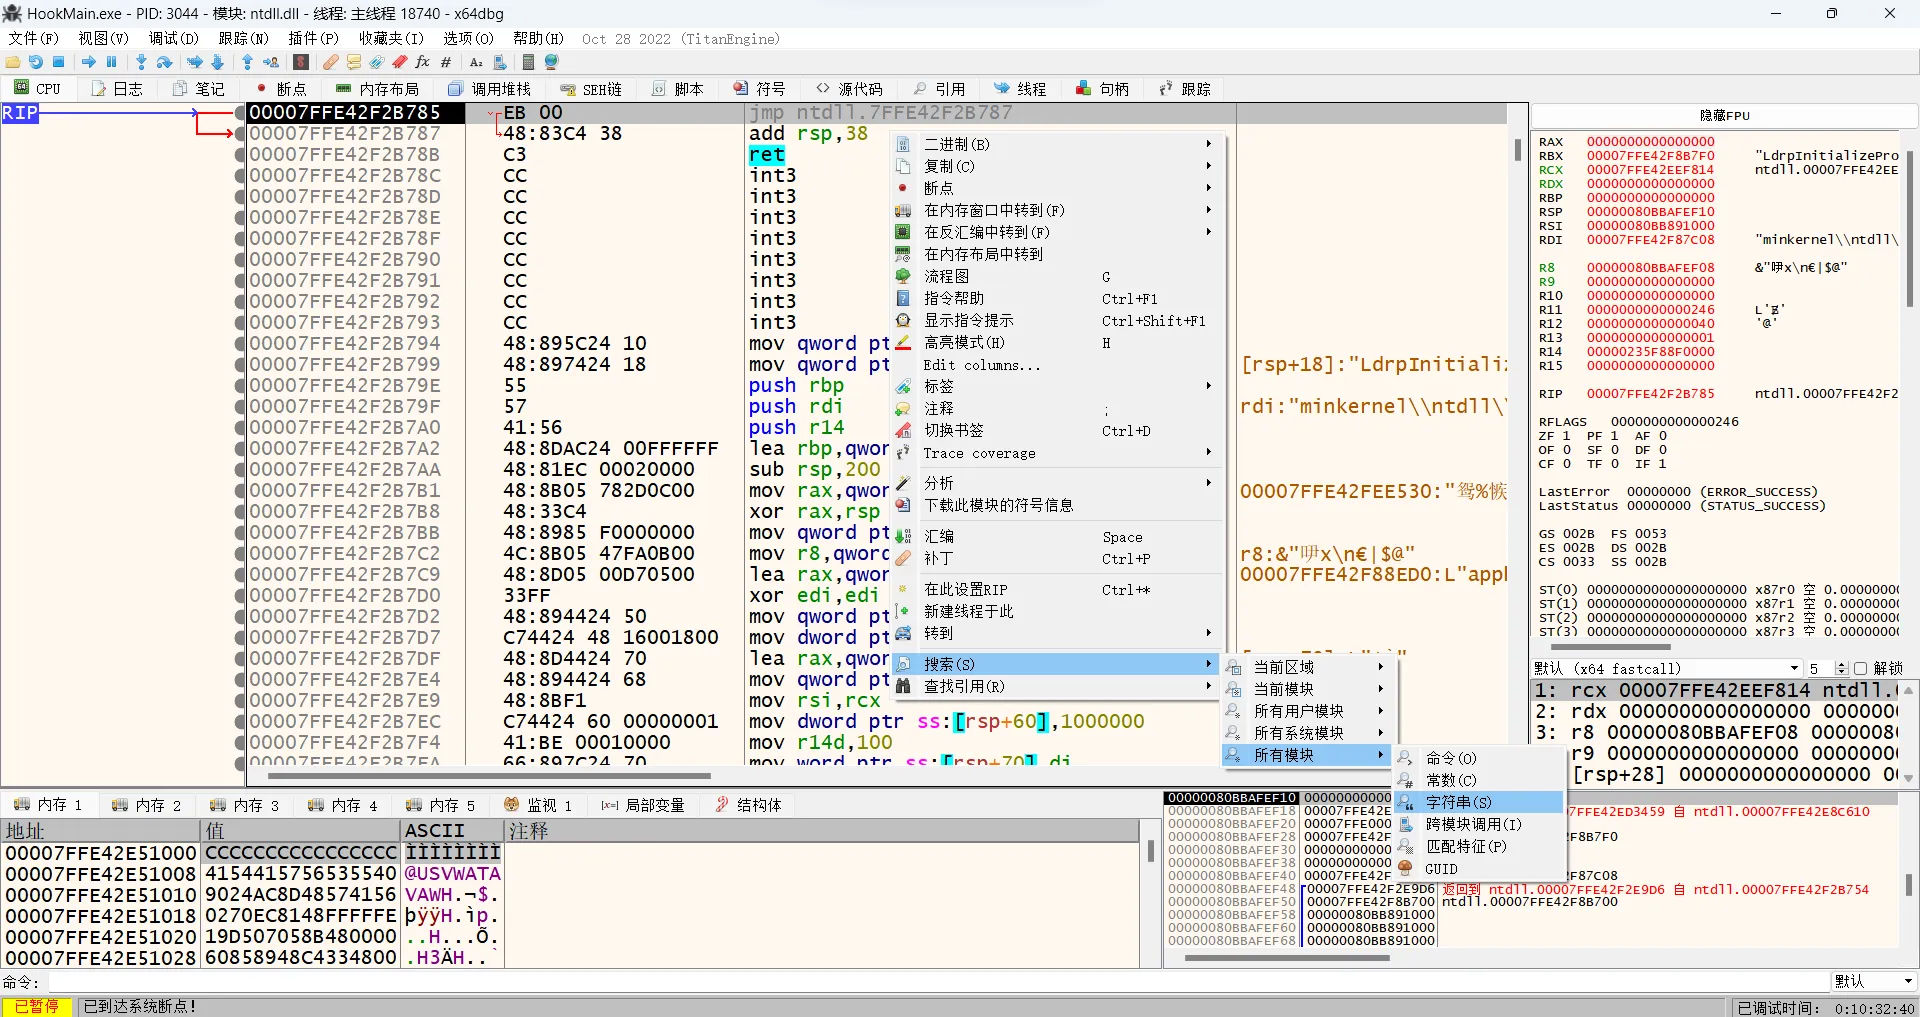 HookMain.exe - PID: 3044 - 模块: ntdll.dll - 线程: 主线程 18740 - x64dbg
文件(F) 视图(V) 调试(D) 跟踪(N) 插件(P) 收藏夹(I) 选项(O) 帮助(H) Oct 28 2022 (TitanEngine)
CPU 日志 笔记 断点 内存布局 调用堆栈 SEH链 脚本 符号 源代码 引用 线程 句柄 跟踪
RIP
00007FFE42F2B785 EB 00 jmp ntdll.7FFE42F2B787
00007FFE42F2B787 48:83C4 38 add rsp,38
00007FFE42F2B78B C3 ret
00007FFE42F2B78C CC int3
00007FFE42F2B78D CC int3
00007FFE42F2B78E CC int3
00007FFE42F2B78F CC int3
00007FFE42F2B790 CC int3
00007FFE42F2B791 CC int3
00007FFE42F2B792 CC int3
00007FFE42F2B793 CC int3
00007FFE42F2B794 48:895C24 10 mov qword pt
00007FFE42F2B799 48:897424 18 mov qword pt [rsp+18]:"LdrpInitializ
00007FFE42F2B79E 55 push rbp
00007FFE42F2B79F 57 push rdi rdi:"minkernel\\ntdll\
00007FFE42F2B7A0 41:56 push r14
00007FFE42F2B7A2 48:8DAC24 00FFFFFF lea rbp,qwor
00007FFE42F2B7AA 48:81EC 00020000 sub rsp,200
00007FFE42F2B7B1 48:8B05 782D0C00 mov rax,qwor 00007FFE42FEE530:"鸳%恢
00007FFE42F2B7B8 48:33C4 xor rax,rsp
00007FFE42F2B7BB 48:8985 F0000000 mov qword pt
00007FFE42F2B7C2 4C:8B05 47FA0B00 mov r8,qword r8:&"吚x\n€|$@"
00007FFE42F2B7C9 48:8D05 00D70500 lea rax,qwor 00007FFE42F88ED0:L"apph
00007FFE42F2B7D0 33FF xor edi,edi
00007FFE42F2B7D2 48:894424 50 mov qword pt
00007FFE42F2B7D7 C74424 48 16001800 mov dword pt
00007FFE42F2B7DF 48:8D4424 70 lea rax,qwor
00007FFE42F2B7E4 48:894424 68 mov qword pt
00007FFE42F2B7E9 48:8BF1 mov rsi,rcx
00007FFE42F2B7EC C74424 60 00000001 mov dword ptr ss:[rsp+60],1000000
00007FFE42F2B7F4 41:BE 00010000 mov r14d,100
00007FFE42F2B7FA 66:897C24 70 mov word ptr ss:[rsp+70],di
二进制(B)
复制(C)
断点
在内存窗口中转到(F)
在反汇编中转到(F)
在内存布局中转到
流程图 G
指令帮助 Ctrl+F1
显示指令提示 Ctrl+Shift+F1
高亮模式(H) H
Edit columns...
标签
注释 ;
切换书签 Ctrl+D
Trace coverage
分析
下载此模块的符号信息
汇编 Space
补丁 Ctrl+P
在此设置RIP Ctrl+*
新建线程于此
转到
搜索(S)
查找引用(R)
当前区域
当前模块
所有用户模块
所有系统模块
所有模块
命令(O)
常数(C)
字符串(S)
跨模块调用(I)
匹配特征(P)
GUID
隐藏FPU
RAX 0000000000000000
RBX 00007FFE42F8B7F0 "LdrpInitializePro
RCX 00007FFE42EEF814 ntdll.00007FFE42EE
RDX 0000000000000000
RBP 0000000000000000
RSP 00000080BBAFEF10
RSI 00000080BB891000
RDI 00007FFE42F87C08 "minkernel\\ntdll\
R8 00000080BBAFEF08 &"吚x\n€|$@"
R9 0000000000000000
R10 0000000000000000
R11 0000000000000246
R12 0000000000000040 '@'
R13 0000000000000001
R14 00000235F88F0000
R15 0000000000000000
RIP 00007FFE42F2B785 ntdll.00007FFE42F2
RFLAGS 0000000000000246
ZF 1 PF 1 AF 0
OF 0 SF 0 DF 0
CF 0 TF 0 IF 1
LastError 00000000 (ERROR_SUCCESS)
LastStatus 00000000 (STATUS_SUCCESS)
GS 002B FS 0053
ES 002B DS 002B
CS 0033 SS 002B
ST(0) 00000000000000000000 x87r0 空 0.0000000
ST(1) 00000000000000000000 x87r1 空 0.0000000
ST(2) 00000000000000000000 x87r2 空 0.0000000
ST(3) 00000000000000000000 x87r3 空 0.0000000
默认 (x64 fastcall) 5 解锁
1: rcx 00007FFE42EEF814 ntdll.
2: rdx 0000000000000000 000000
3: r8 00000080BBAFEF08 00000
r9 0000000000000000 000000
[rsp+28] 0000000000000000 00
内存 1 内存 2 内存 3 内存 4 内存 5 监视 1 局部变量 结构体
地址 值 ASCII 注释
00007FFE42E51000 CCCCCCCCCCCCCCCC ÌÌÌÌÌÌÌÌ
00007FFE42E51008 4154415756535540 @USVWATA
00007FFE42E51010 9024AC8D48574156 VAWH.¬$.
00007FFE42E51018 0270EC8148FFFFFE þÿÿH.ìp.
00007FFE42E51020 19D507058B480000 ..H...Õ.
00007FFE42E51028 60858948C4334800 .H3ÄH..`
00000080BBAFEF10 00000000000
00000080BBAFEF18 00007FFE42E FFE42ED3459 自 ntdll.00007FFE42E8C610
00000080BBAFEF20 00007FFE000
00000080BBAFEF28 00007FFE42F F8B7F0
00000080BBAFEF30 00000000000
00000080BBAFEF38 00000000000
00000080BBAFEF40 00007FFE42F F87C08
00000080BBAFEF48 00007FFE42F2E9D6 返回到 ntdll.00007FFE42F2E9D6 自 ntdll.00007FFE42F2B754
00000080BBAFEF50 00007FFE42F8B700 ntdll.00007FFE42F8B700
00000080BBAFEF58 00000080BB891000
00000080BBAFEF60 00000080BB891000
00000080BBAFEF68 00000080BB891000
命令: 默认
已暂停 已到达系统断点! 已调试时间: 0:10:32:40